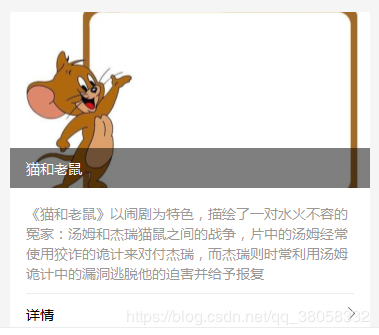 猫和老鼠
《猫和老鼠》以闹剧为特色，描绘了一对水火不容的
冤家：汤姆和杰瑞猫鼠之间的战争，片中的汤姆经常
使用狡诈的诡计来对付杰瑞，而杰瑞则时常利用汤姆
诡计中的漏洞逃脱他的迫害并给予报复
详情
https://blog.csdn.net/qq_38058332